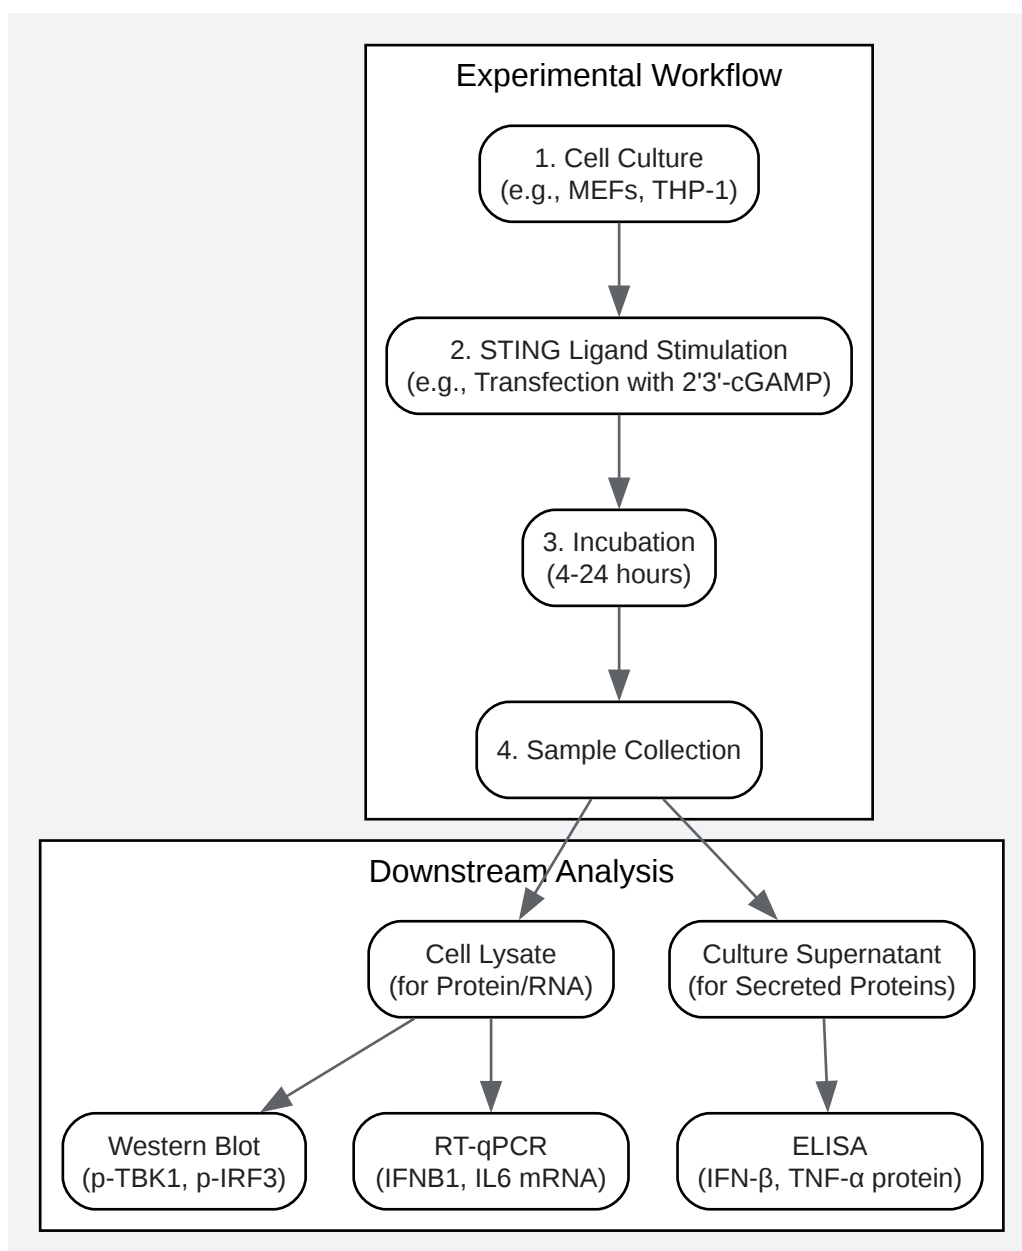 Experimental Workflow
1. Cell Culture
(e.g., MEFs, THP-1)
2. STING Ligand Stimulation
(e.g., Transfection with 2'3'-cGAMP)
3. Incubation
(4-24 hours)
4. Sample Collection
Downstream Analysis
Cell Lysate
(for Protein/RNA)
Culture Supernatant
(for Secreted Proteins)
Western Blot
(p-TBK1, p-IRF3)
RT-qPCR
(IFNB1, IL6 mRNA)
ELISA
(IFN-β, TNF-α protein)